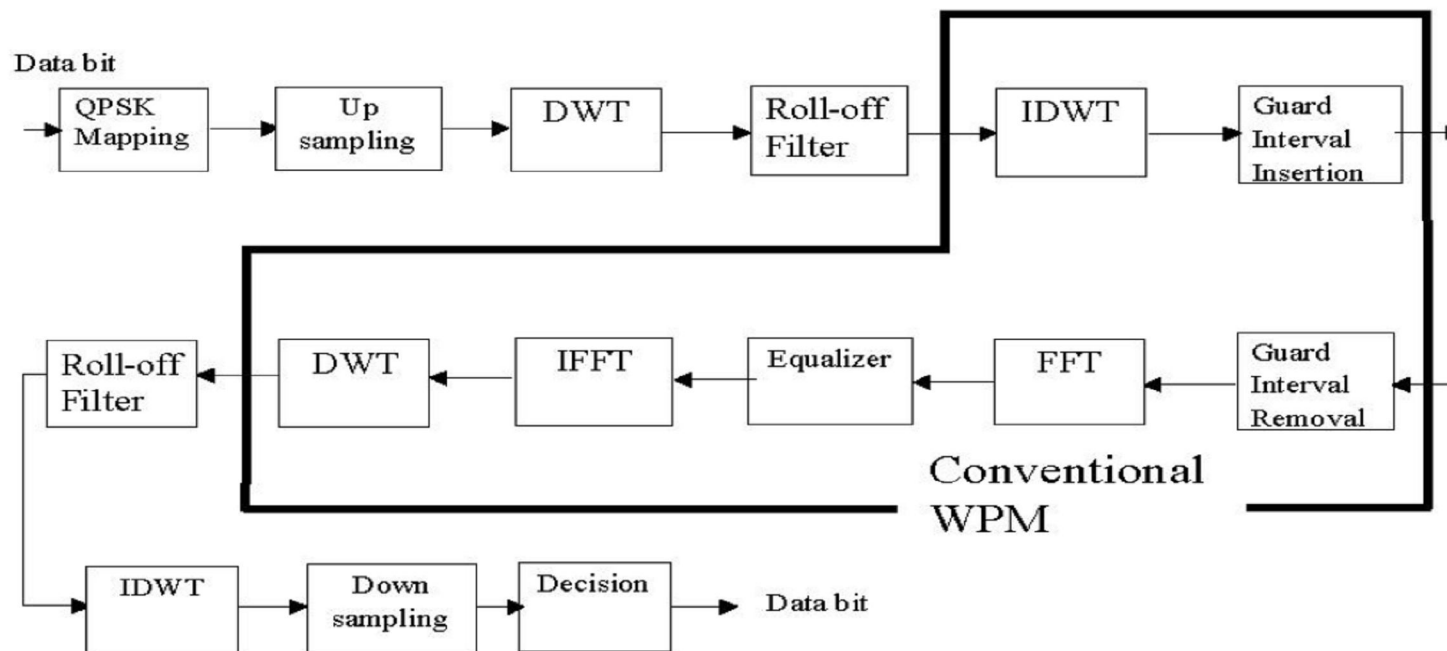 Data bit
QPSK
Mapping
Up
sampling
DWT
Roll-off
Filter
IDWT
Guard
Interval
Insertion
Roll-off
Filter
DWT
IFFT
Equalizer
FFT
Guard
Interval
Removal
Conventional
WPM
IDWT
Down
sampling
Decision
Data bit